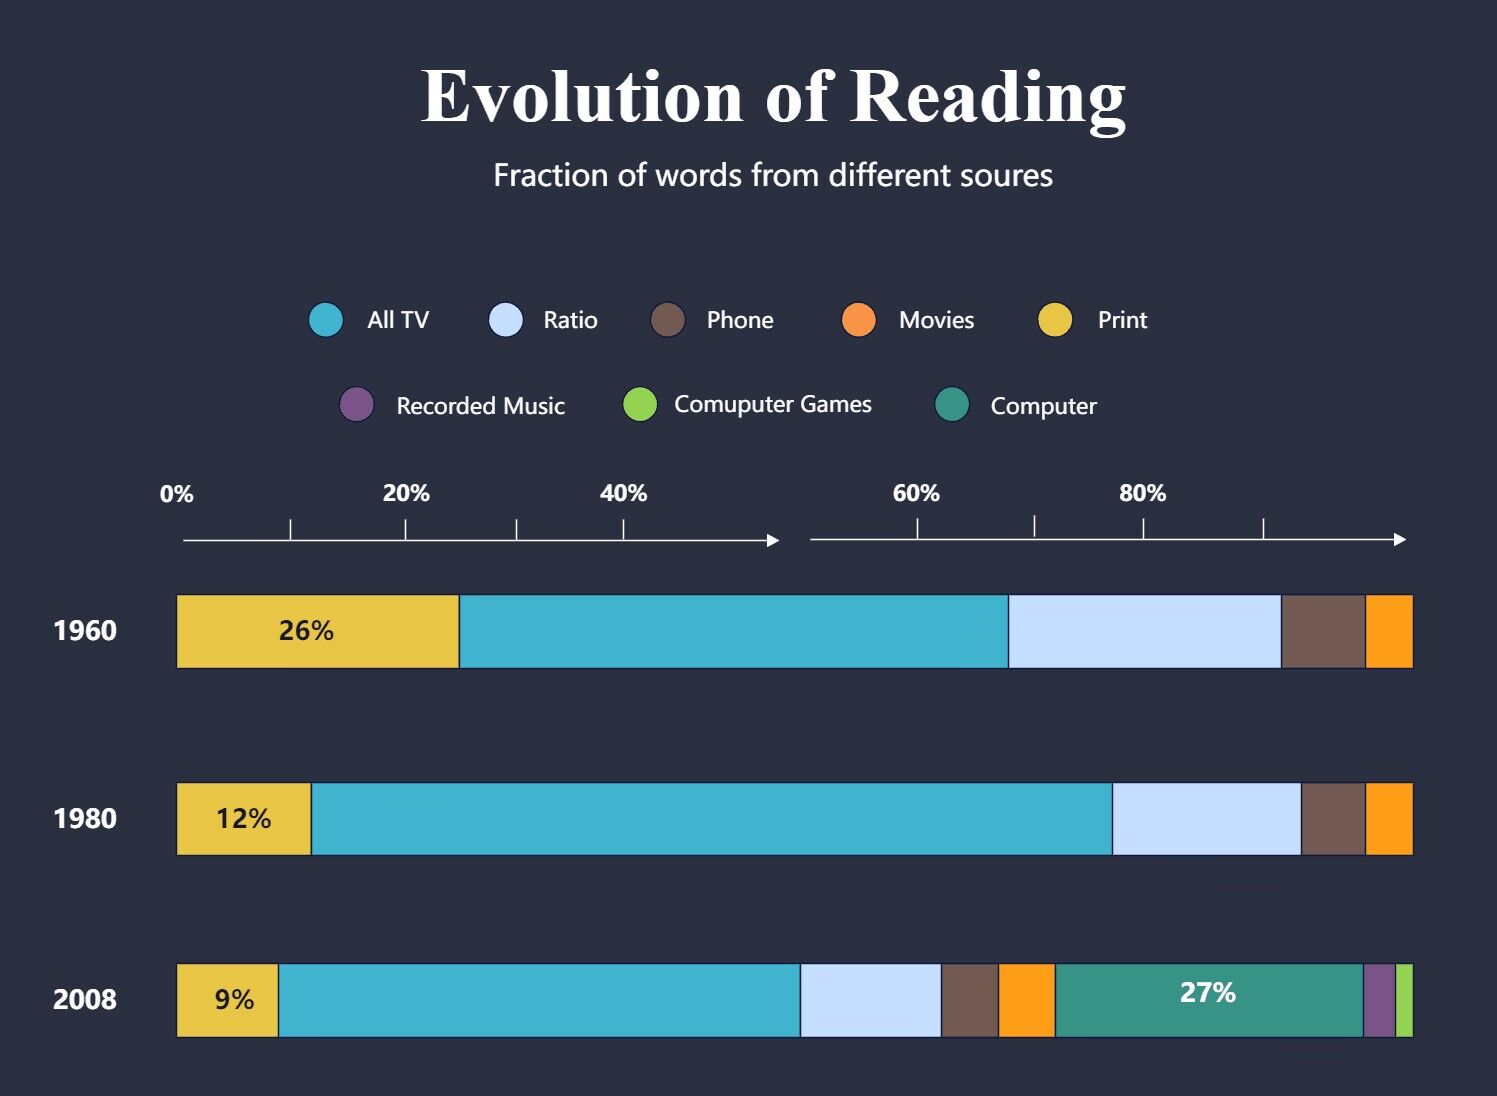 Evolution of Reading
Fraction of words from different soures
All TV Ratio Phone Movies Print
Recorded Music Comuputer Games Computer
0% 20% 40% 60% 80%
1960 26%
1980 12%
2008 9% 27%